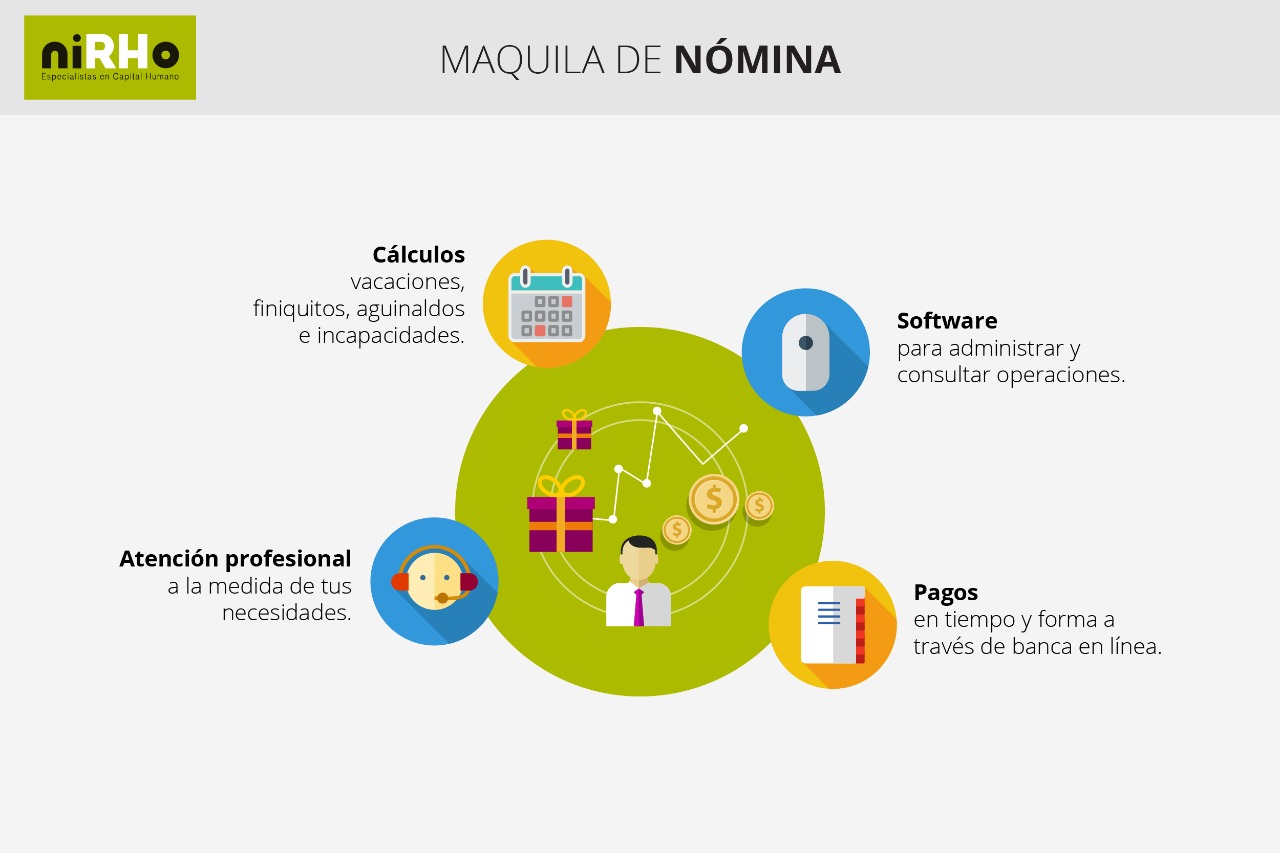 niRHo
Especialistas en Capital Humano
MAQUILA DE NÓMINA
Cálculos
vacaciones,
finiquitos, aguinaldos
e incapacidades.
Software
para administrar y
consultar operaciones.
$
$
$
Atención profesional
a la medida de tus
necesidades.
Pagos
en tiempo y forma a
través de banca en línea.